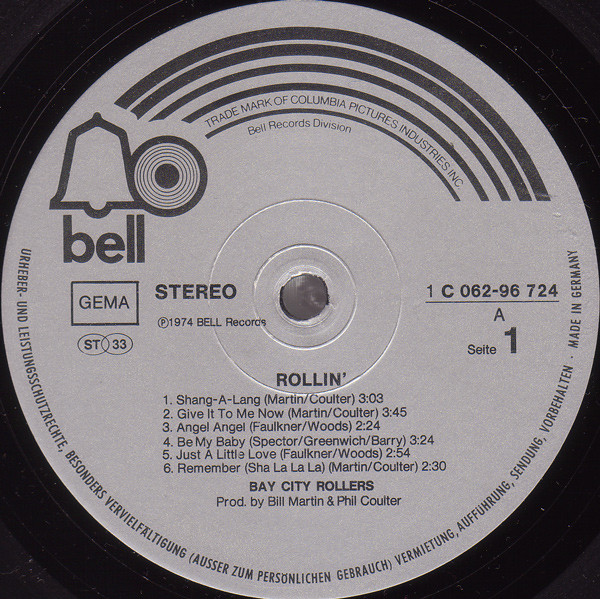 TRADE MARK OF COLUMBIA PICTURES INDUSTRIES INC.
Bell Records Division
bell
GEMA
STEREO
1 C 062-96 724
℗1974 BELL Records
A
ST 33
Seite 1
ROLLIN'
1. Shang-A-Lang (Martin/Coulter) 3:03
2. Give It To Me Now (Martin/Coulter) 3:45
3. Angel Angel (Faulkner/Woods) 2:24
4. Be My Baby (Spector/Greenwich/Barry) 3:24
5. Just A Little Love (Faulkner/Woods) 2:54
6. Remember (Sha La La La) (Martin/Coulter) 2:30
BAY CITY ROLLERS
Prod. by Bill Martin & Phil Coulter
URHEBER- UND LEISTUNGSSCHUTZRECHTE, BESONDERS VERVIELFÄLTIGUNG (AUSSER ZUM PERSÖNLICHEN GEBRAUCH) VERMIETUNG, AUFFÜHRUNG, SENDUNG, VORBEHALTEN · MADE IN GERMANY